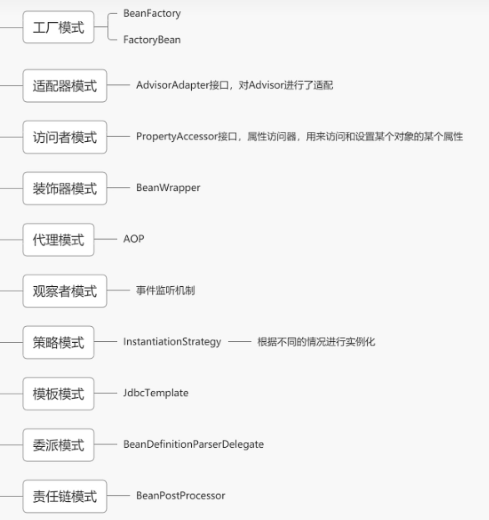 工厂模式
BeanFactory
FactoryBean
适配器模式
AdvisorAdapter接口，对Advisor进行了适配
访问者模式
PropertyAccessor接口，属性访问器，用来访问和设置某个对象的某个属性
装饰器模式
BeanWrapper
代理模式
AOP
观察者模式
事件监听机制
策略模式
InstantiationStrategy
根据不同的情况进行实例化
模板模式
JdbcTemplate
委派模式
BeanDefinitionParserDelegate
责任链模式
BeanPostProcessor